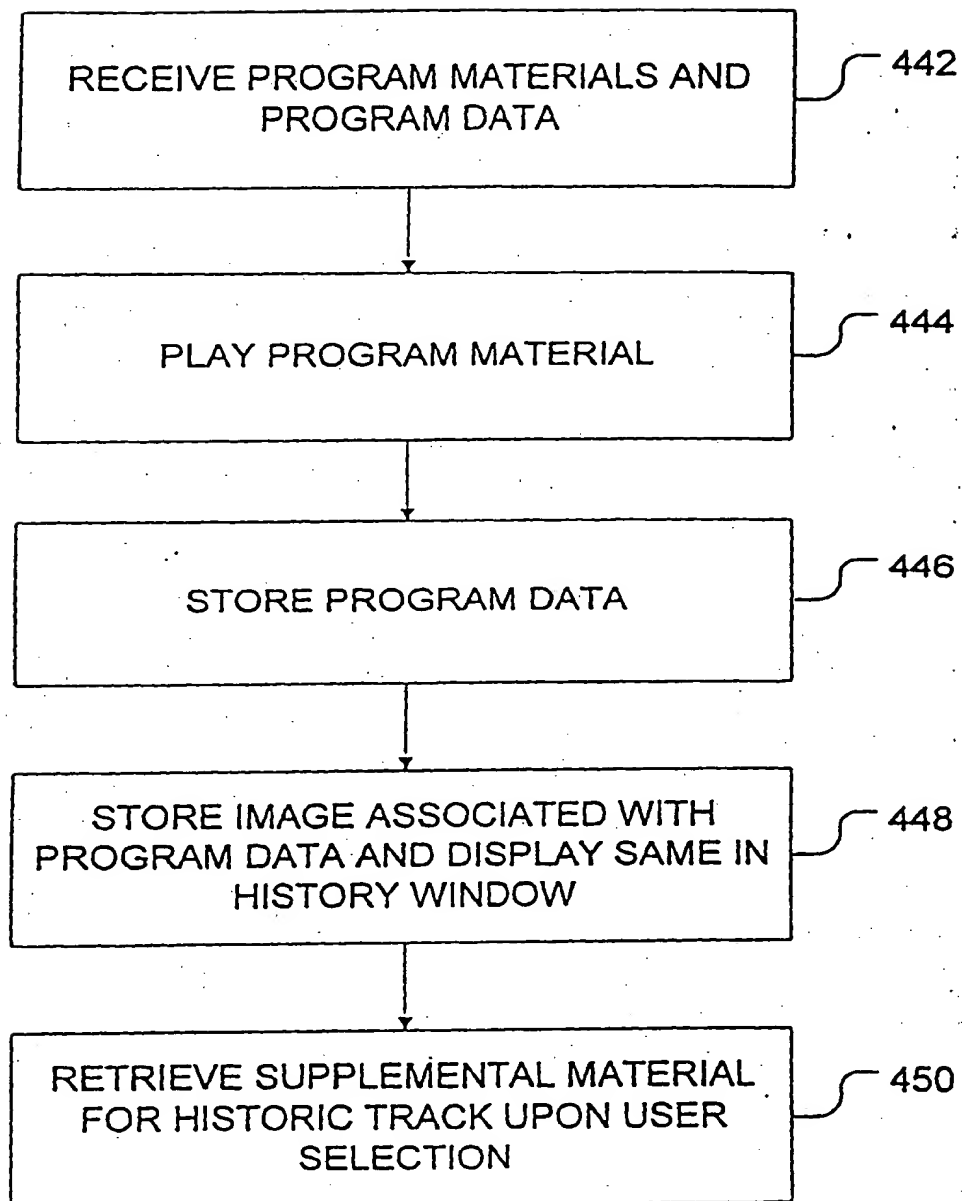 RECEIVE PROGRAM MATERIALS AND
PROGRAM DATA
442
PLAY PROGRAM MATERIAL
444
STORE PROGRAM DATA
446
STORE IMAGE ASSOCIATED WITH
PROGRAM DATA AND DISPLAY SAME IN
HISTORY WINDOW
448
RETRIEVE SUPPLEMENTAL MATERIAL
FOR HISTORIC TRACK UPON USER
SELECTION
450